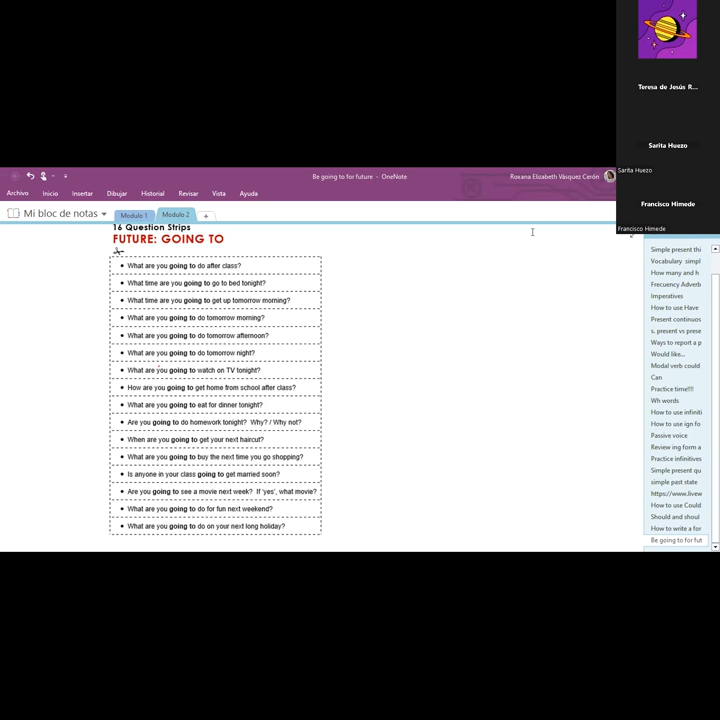 Teresa de Jesús R...
Sarita Huezo
Sarita Huezo
Francisco Himede
Francisco Himede
Be going to for future - OneNote
Roxana Elizabeth Vásquez Cerón
Archivo
Inicio
Insertar
Dibujar
Historial
Revisar
Vista
Ayuda
Mi bloc de notas
Modulo 1
Modulo 2
+
16 Question Strips
FUTURE: GOING TO
What are you going to do after class?
What time are you going to go to bed tonight?
What time are you going to get up tomorrow morning?
What are you going to do tomorrow morning?
What are you going to do tomorrow afternoon?
What are you going to do tomorrow night?
What are you going to watch on TV tonight?
How are you going to get home from school after class?
What are you going to eat for dinner tonight?
Are you going to do homework tonight? Why? / Why not?
When are you going to get your next haircut?
What are you going to buy the next time you go shopping?
Is anyone in your class going to get married soon?
Are you going to see a movie next week? If 'yes', what movie?
What are you going to do for fun next weekend?
What are you going to do on your next long holiday?
Simple present thi
Vocabulary simpl
How many and h
Frecuency Adverb
Imperatives
How to use Have
Present continuos
s. present vs prese
Ways to report a p
Would like...
Modal verb could
Can
Practice time!!!!
Wh words
How to use infiniti
How to use ign fo
Passive voice
Review ing form a
Practice infinitives
Simple present qu
simple past state
https://www.livew
How to use Could
Should and shoul
How to write a for
Be going to for fut